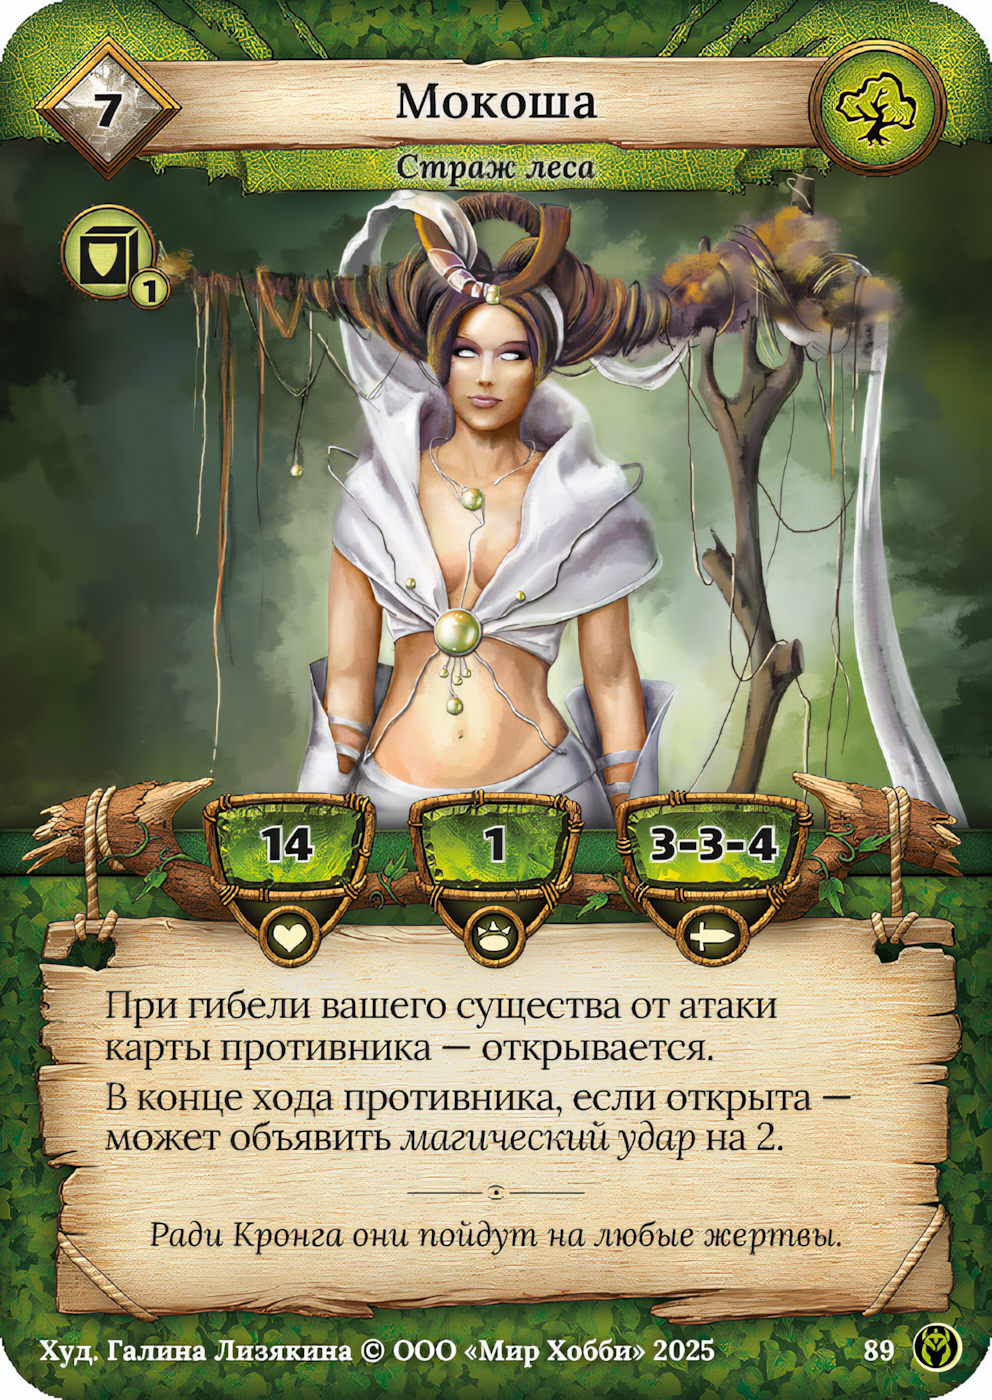 7
Мокоша
Страж леса
1
14
1
3-3-4
При гибели вашего существа от атаки
карты противника — открывается.
В конце хода противника, если открыта —
может объявить магический удар на 2.
Ради Кронга они пойдут на любые жертвы.
Худ. Галина Лизякина © ООО «Мир Хобби» 2025
89